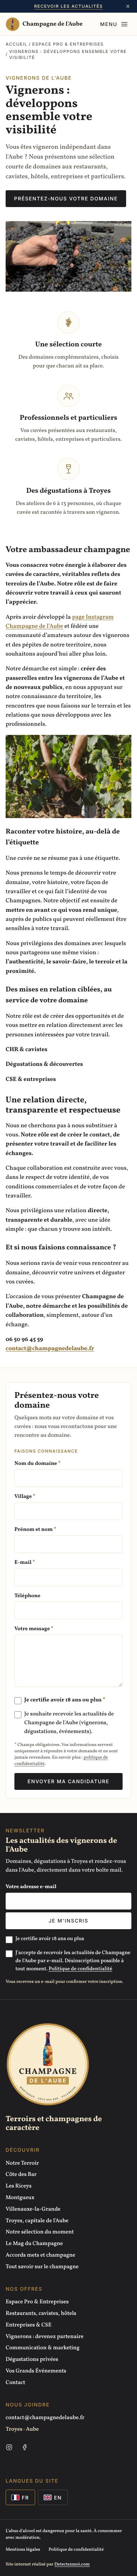 RECEVOIR LES ACTUALITÉS ×
Champagne de l'Aube MENU
ACCUEIL / ESPACE PRO & ENTREPRISES
/ VIGNERONS : DÉVELOPPONS ENSEMBLE VOTRE
VISIBILITÉ
VIGNERONS DE L'AUBE
Vignerons :
développons
ensemble votre
visibilité
Vous êtes vigneron indépendant dans
l'Aube ? Nous présentons une sélection
courte de domaines aux restaurants,
cavistes, hôtels, entreprises et particuliers.
PRÉSENTEZ-NOUS VOTRE DOMAINE
Une sélection courte
Des domaines complémentaires, choisis
pour que chacun ait sa place.
Professionnels et particuliers
Vos cuvées présentées aux restaurants,
cavistes, hôtels, entreprises et particuliers.
Des dégustations à Troyes
Des ateliers de 6 à 15 personnes, où chaque
cuvée est racontée à travers son vigneron.
Votre ambassadeur champagne
Vous consacrez votre énergie à élaborer des
cuvées de caractère, véritables reflets des
terroirs de l'Aube. Notre rôle est de faire
découvrir votre travail à ceux qui sauront
l'apprécier.
Après avoir développé la page Instagram
Champagne de l'Aube et fédéré une
communauté d'amateurs, amoureux des vignerons
et des pépites de notre territoire, nous
souhaitons aujourd'hui aller plus loin.
Notre démarche est simple : créer des
passerelles entre les vignerons de l'Aube et
de nouveaux publics, en nous appuyant sur
notre connaissance du territoire, les
rencontres que nous faisons sur le terrain et les
relations que nous développons avec les
professionnels.
Raconter votre histoire, au-delà de
l'étiquette
Une cuvée ne se résume pas à une étiquette.
Nous prenons le temps de découvrir votre
domaine, votre histoire, votre façon de
travailler et ce qui fait l'identité de vos
Champagnes. Notre objectif est simple :
mettre en avant ce qui vous rend unique,
auprès de publics qui peuvent réellement être
sensibles à votre travail.
Nous privilégions des domaines avec lesquels
nous partageons une même vision :
l'authenticité, le savoir-faire, le terroir et la
proximité.
Des mises en relation ciblées, au
service de votre domaine
Notre rôle est de créer des opportunités et des
mises en relation lorsque nous pensons que
votre univers peut réellement intéresser nos
contacts.
CHR & cavistes
Dégustations & découvertes
CSE & entreprises
Une relation directe,
transparente et respectueuse
Nous ne cherchons pas à nous substituer à
vous. Notre rôle est de créer le contact, de
présenter votre travail et de faciliter les
échanges.
Chaque collaboration est construite en
tenant compte de votre identité, de vos
volumes commerciales et de votre façon de
travailler.
Nous privilégions une relation directe,
transparente et durable, avec une idée
simple : que chacun y trouve son intérêt.
Et si nous faisions connaissance ?
Nous serions ravis de venir vous rencontrer au
domaine, découvrir votre univers et déguster
vos cuvées.
L'occasion de vous présenter Champagne de
l'Aube, notre démarche et les possibilités de
collaboration, simplement, autour d'un
échange.
06 50 96 45 59
contact@champagnedelaube.fr
Présentez-nous votre
domaine
Quelques mots sur votre domaine et vos
cuvées : nous vous recontactons pour une
rencontre au domaine.
FAISONS CONNAISSANCE
Nom du domaine *
Village *
Prénom et nom *
E-mail *
Téléphone
Votre message *
Je certifie avoir 18 ans ou plus *
Je souhaite recevoir les actualités de
Champagne de l'Aube (vignerons,
dégustations, événements).
* Champs obligatoires. Vos informations servent
uniquement à répondre à votre demande et ne sont
jamais revendues. En savoir plus : politique de
confidentialité.
ENVOYER MA CANDIDATURE
NEWSLETTER
Les actualités des vignerons de
l'Aube
Domaines, dégustations à Troyes et rendez-vous
dans l'Aube, directement dans votre boîte mail.
Votre adresse e-mail
JE M'INSCRIS
Je certifie avoir 18 ans ou plus
J'accepte de recevoir les actualités de Champagne
de l'Aube par e-mail. Désinscription possible à
tout moment. Politique de confidentialité
Vous recevrez un e-mail pour confirmer votre inscription.
CHAMPAGNE
DE L'AUBE
Terroirs et champagnes de
caractère
DÉCOUVRIR
Notre Terroir
Côte des Bar
Les Riceys
Montgueux
Villenauxe-la-Grande
Troyes, capitale de l'Aube
Notre sélection du moment
Le Mag du Champagne
Accords mets et champagne
Tout savoir sur le champagne
NOS OFFRES
Espace Pro & Entreprises
Restaurants, cavistes, hôtels
Entreprises & CSE
Vignerons : devenez partenaire
Communication & marketing
Dégustations privées
Vos Grands Événements
Contact
NOUS JOINDRE
contact@champagnedelaube.fr
Troyes · Aube
LANGUES DU SITE
FR EN
L'abus d'alcool est dangereux pour la santé. À consommer
avec modération.
Mentions légales Politique de confidentialité
Site internet réalisé par Detectemoi.com